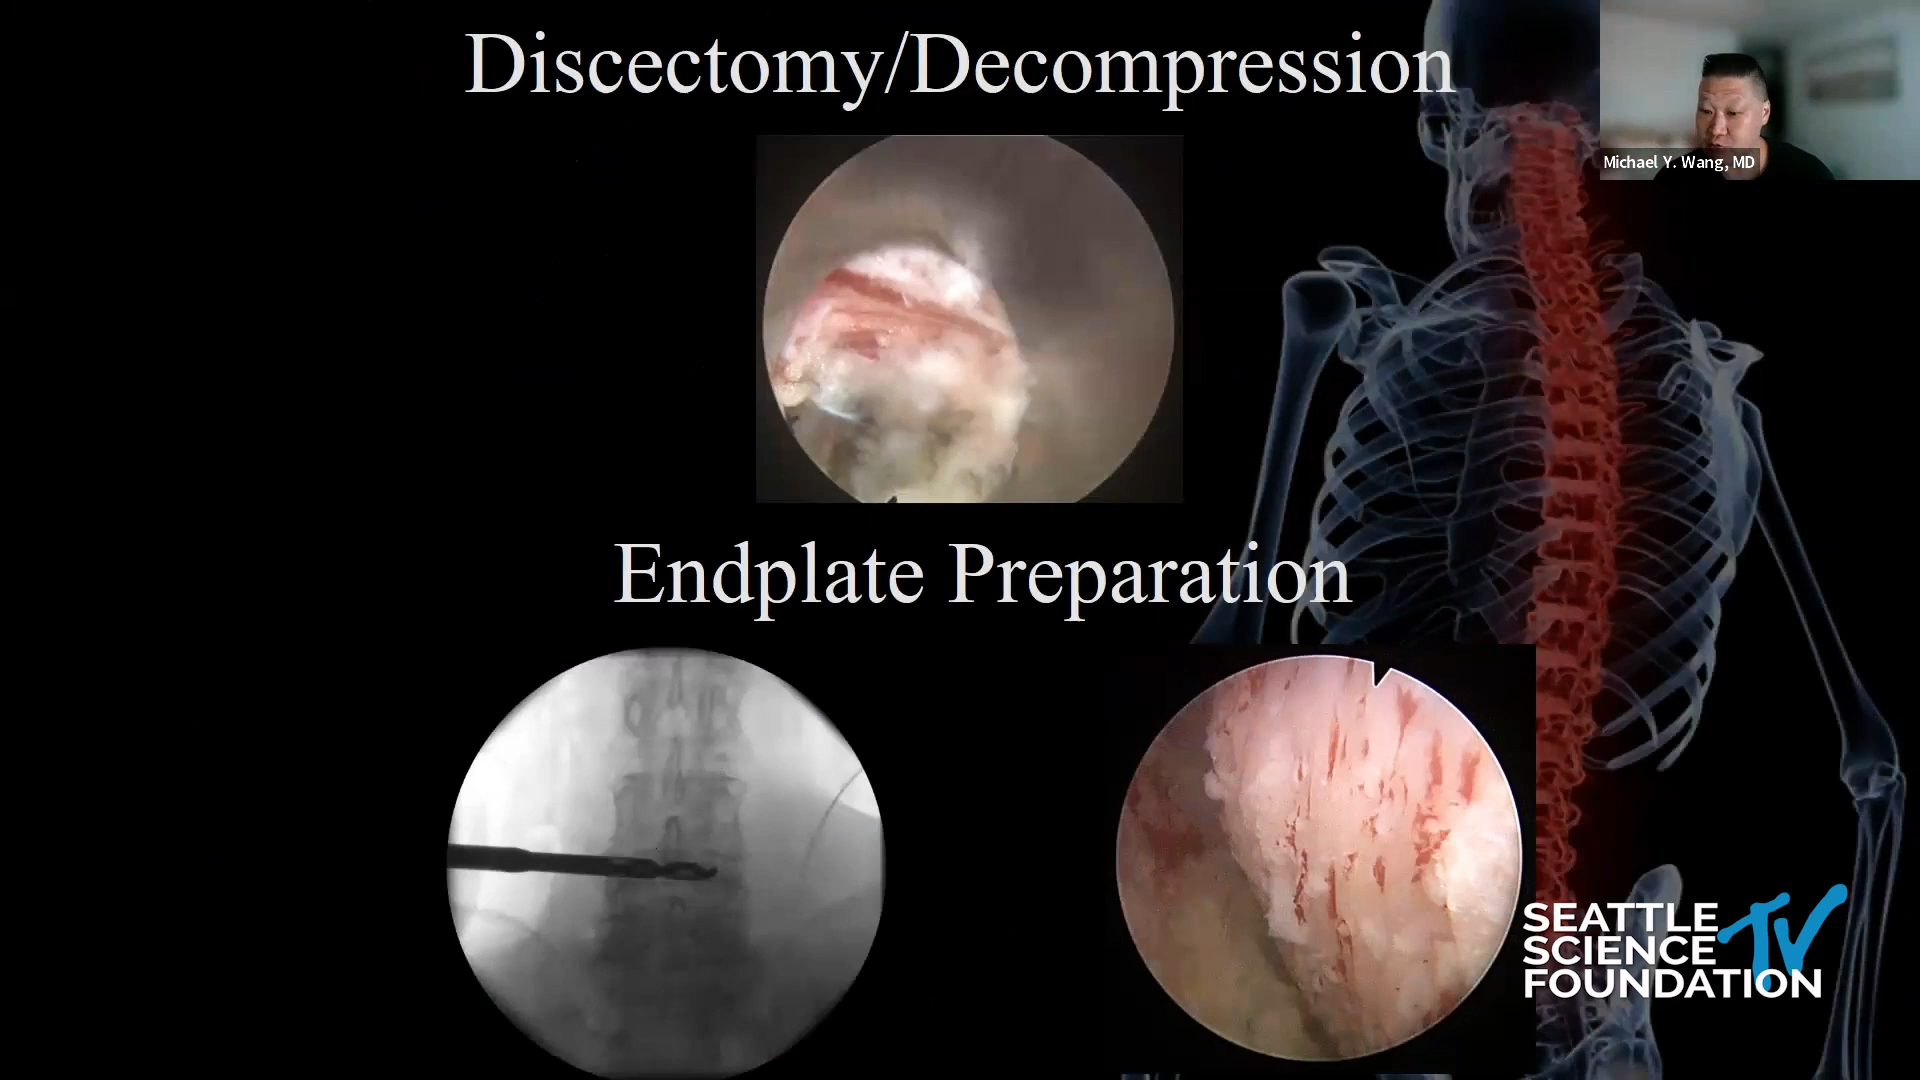 Discectomy/Decompression
Michael Y. Wang, MD
Endplate Preparation
SEATTLE
SCIENCE
FOUNDATION
TV